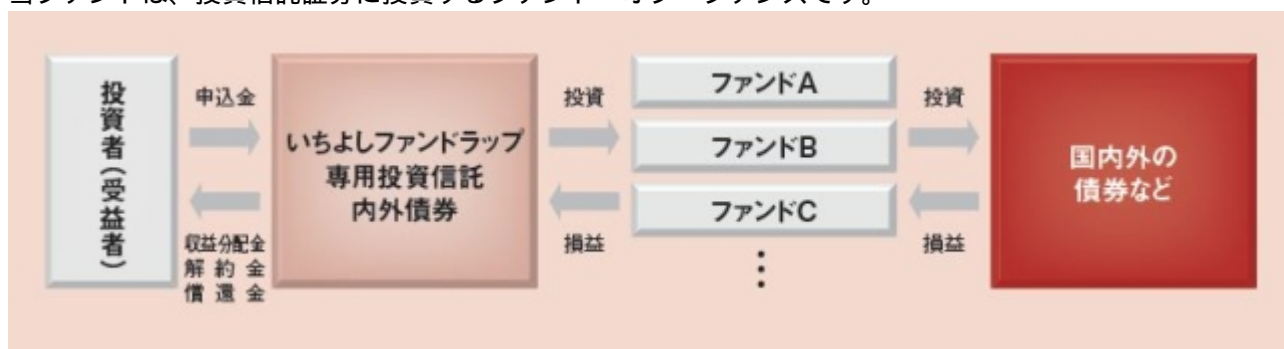 当ファンドは、投資信託証券に投資するファンド・オブ・ファンズです。
投資者（受益者）
申込金
収益分配金
解約金
償還金
いちよしファンドラップ
専用投資信託
内外債券
投資
損益
ファンドA
ファンドB
ファンドC
⋮
投資
損益
国内外の
債券など